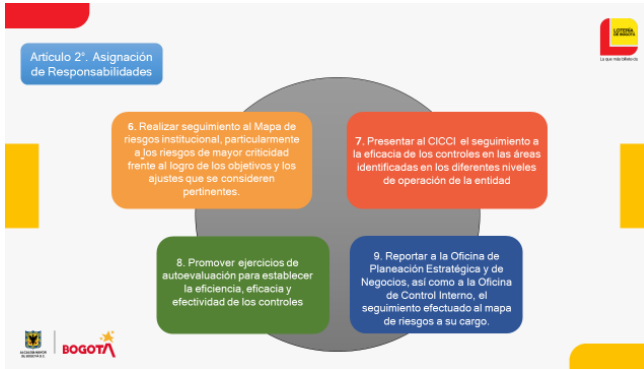 LOTERÍA
DE BOGOTÁ
Artículo 2°. Asignación
de Responsabilidades
6. Realizar seguimiento al Mapa de
riesgos institucional, particularmente
a los riesgos de mayor criticidad
frente al logro de los objetivos y los
ajustes que se consideren
pertinentes.
7. Presentar al CICCI el seguimiento a
la eficacia de los controles en las áreas
identificadas en los diferentes niveles
de operación de la entidad
8. Promover ejercicios de
autoevaluación para establecer
la eficiencia, eficacia y
efectividad de los controles
9. Reportar a la Oficina de
Planeación Estratégica y de
Negocios, así como a la Oficina
de Control Interno, el
seguimiento efectuado al mapa
de riesgos a su cargo.
ALCALDÍA MAYOR
DE BOGOTÁ D.C.
BOGOTÁ